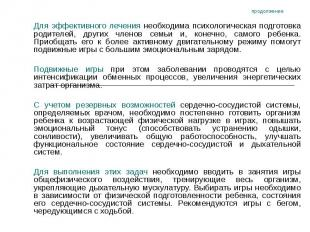 продолжение
Для эффективного лечения необходима психологическая подготовка
родителей, других членов семьи и, конечно, самого ребенка.
Приобщать его к более активному двигательному режиму помогут
подвижные игры с большим эмоциональным зарядом.
Подвижные игры при этом заболевании проводятся с целью
интенсификации обменных процессов, увеличения энергетических
затрат организма.
С учетом резервных возможностей сердечно-сосудистой системы,
определяемых врачом, необходимо постепенно готовить организм
ребенка к возрастающей физической нагрузке в играх, повышать
эмоциональный тонус (способствовать устранению одышки,
сонливости), увеличивать общую работоспособность, улучшать
функциональное состояние сердечно-сосудистой и дыхательной
систем.
Для выполнения этих задач необходимо вводить в занятия игры
общефизического воздействия, тренирующие весь организм,
укрепляющие дыхательную мускулатуру. Выбирать игры необходимо
в зависимости от физической подготовленности ребенка, состояния
его сердечно-сосудистой системы. Рекомендуются игры с бегом,
чередующимся с ходьбой.